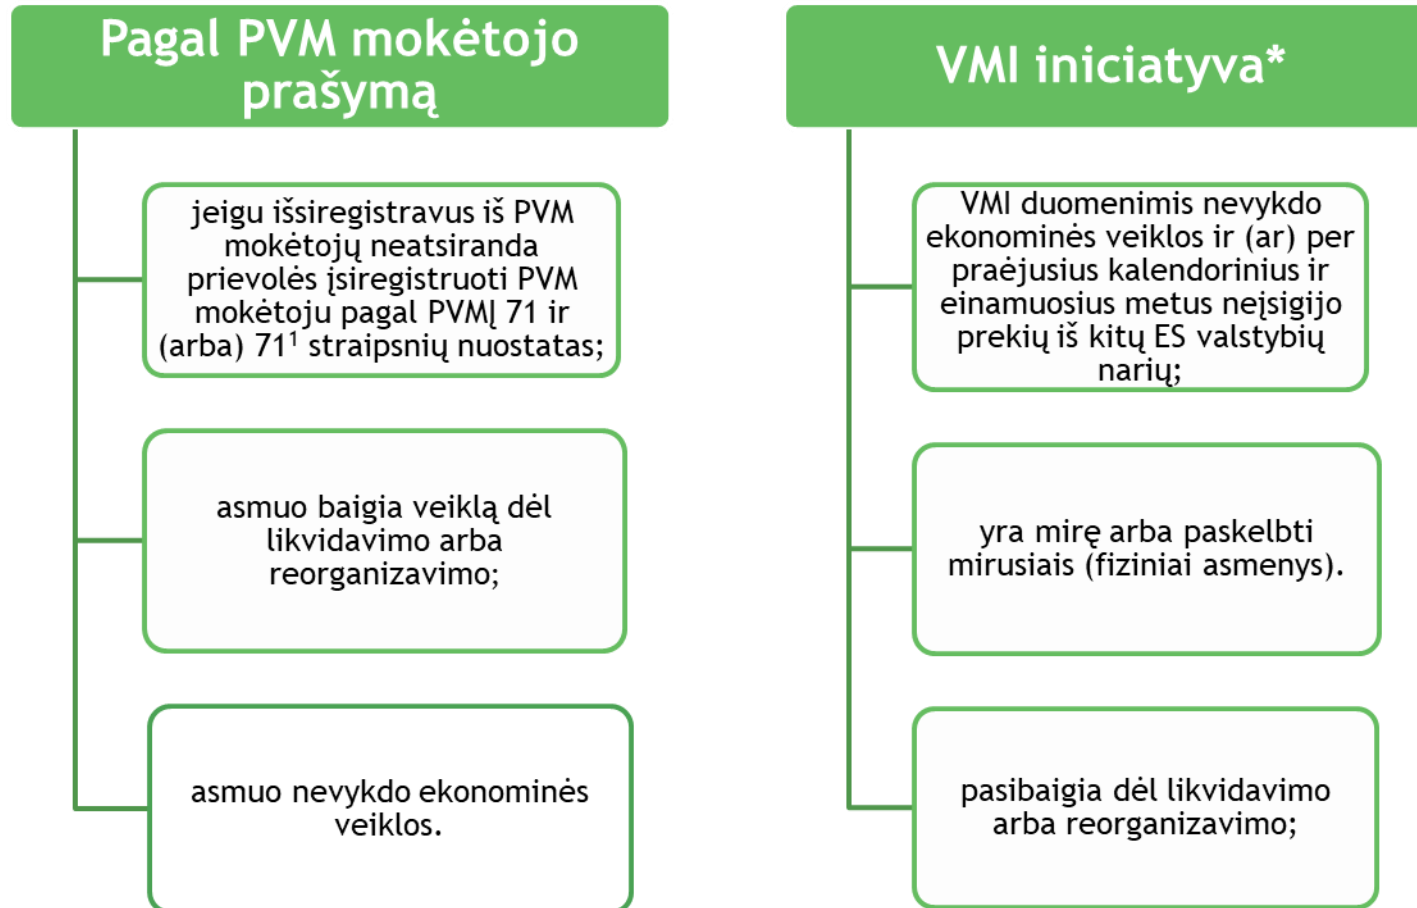 Pagal PVM mokėtojo
prašymą
jeigu išsiregistravus iš PVM
mokėtojų neatsiranda
prievolės įsiregistruoti PVM
mokėtoju pagal PVMĮ 71 ir
(arba) 71¹ straipsnių nuostatas;
asmuo baigia veiklą dėl
likvidavimo arba
reorganizavimo;
asmuo nevykdo ekonominės
veiklos.
VMI iniciatyva*
VMI duomenimis nevykdo
ekonominės veiklos ir (ar) per
praėjusius kalendorinius ir
einamuosius metus neįsigijo
prekių iš kitų ES valstybių
narių;
yra mirę arba paskelbti
mirusiais (fiziniai asmenys).
pasibaigia dėl likvidavimo
arba reorganizavimo;